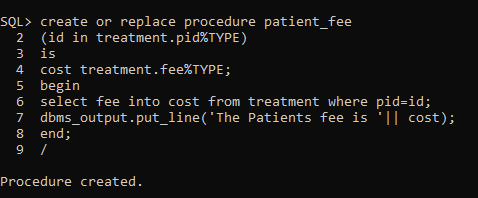 SQL> create or replace procedure patient_fee
2 (id in treatment.pid%TYPE)
3 is
4 cost treatment.fee%TYPE;
5 begin
6 select fee into cost from treatment where pid=id;
7 dbms_output.put_line('The Patients fee is '|| cost);
8 end;
9 /
Procedure created.